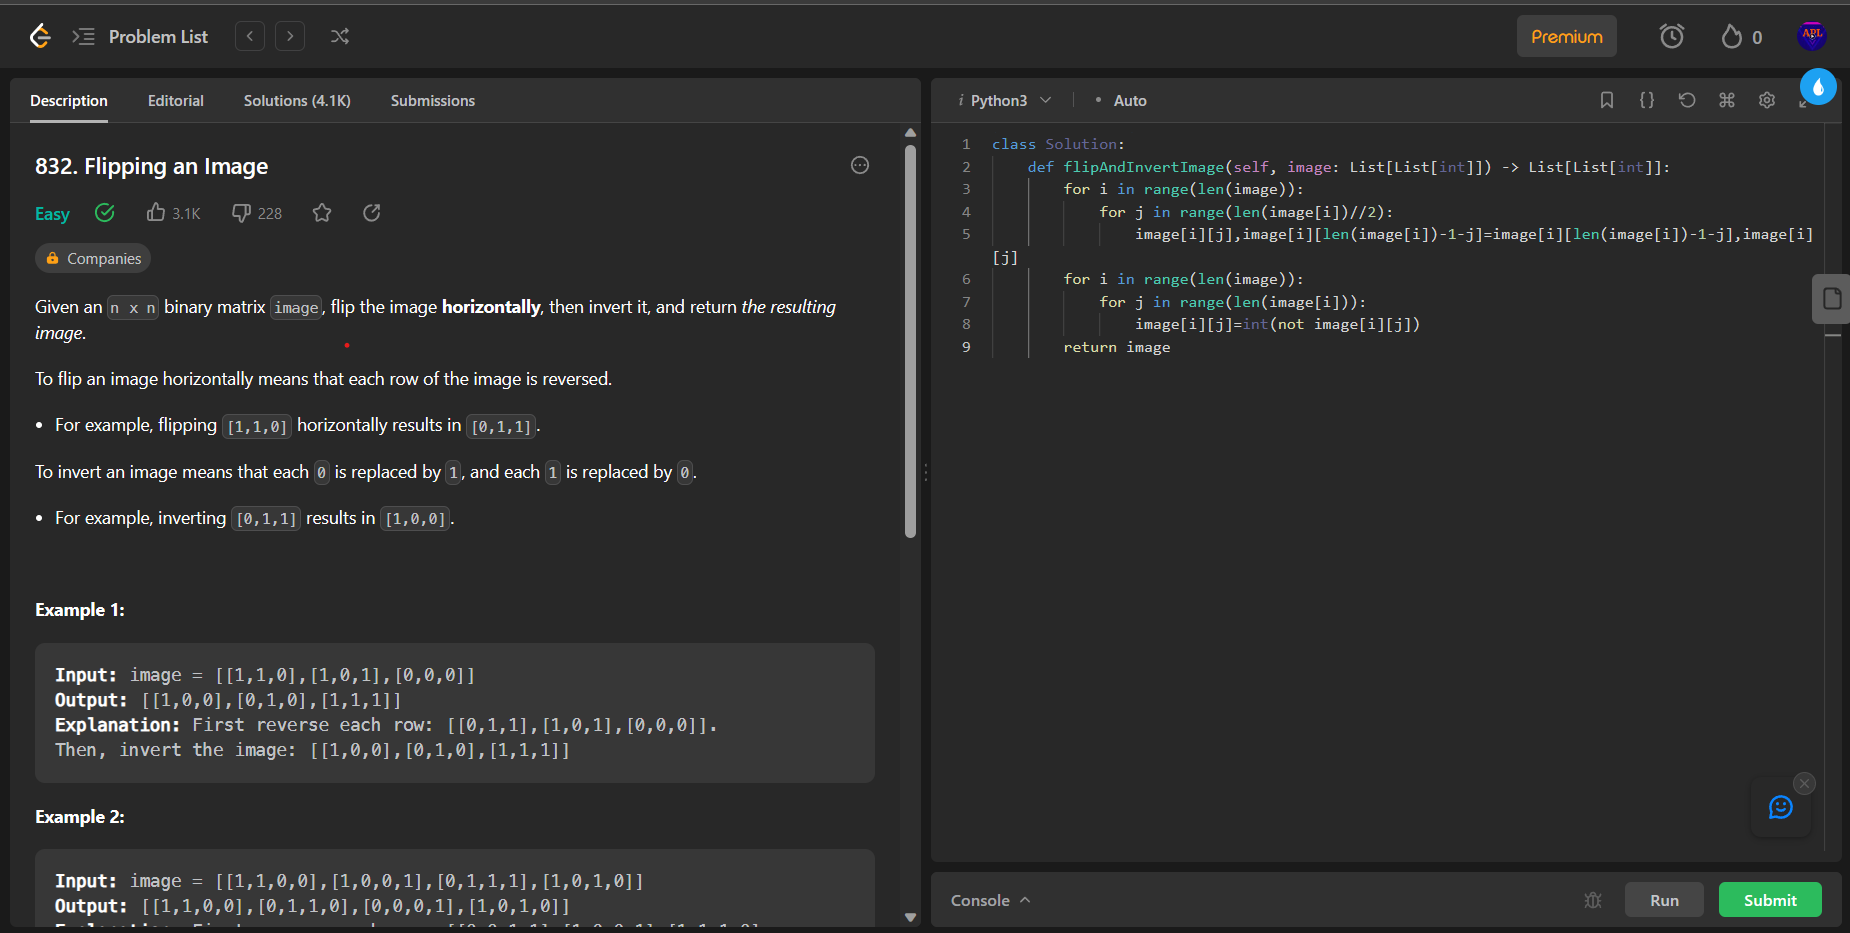 Problem List
Premium
0
APL
Description Editorial Solutions (4.1K) Submissions
832. Flipping an Image
Easy 3.1K 228
Companies
Given an n x n binary matrix image, flip the image horizontally, then invert it, and return the resulting
image.
To flip an image horizontally means that each row of the image is reversed.
• For example, flipping [1,1,0] horizontally results in [0,1,1].
To invert an image means that each 0 is replaced by 1, and each 1 is replaced by 0.
• For example, inverting [0,1,1] results in [1,0,0].
Example 1:
Input: image = [[1,1,0],[1,0,1],[0,0,0]]
Output: [[1,0,0],[0,1,0],[1,1,1]]
Explanation: First reverse each row: [[0,1,1],[1,0,1],[0,0,0]].
Then, invert the image: [[1,0,0],[0,1,0],[1,1,1]]
Example 2:
Input: image = [[1,1,0,0],[1,0,0,1],[0,1,1,1],[1,0,1,0]]
Output: [[1,1,0,0],[0,1,1,0],[0,0,0,1],[1,0,1,0]]
i Python3 • Auto
1 class Solution:
2 def flipAndInvertImage(self, image: List[List[int]]) -> List[List[int]]:
3 for i in range(len(image)):
4 for j in range(len(image[i])//2):
5 image[i][j],image[i][len(image[i])-1-j]=image[i][len(image[i])-1-j],image[i]
[j]
6 for i in range(len(image)):
7 for j in range(len(image[i])):
8 image[i][j]=int(not image[i][j])
9 return image
Console
Run
Submit